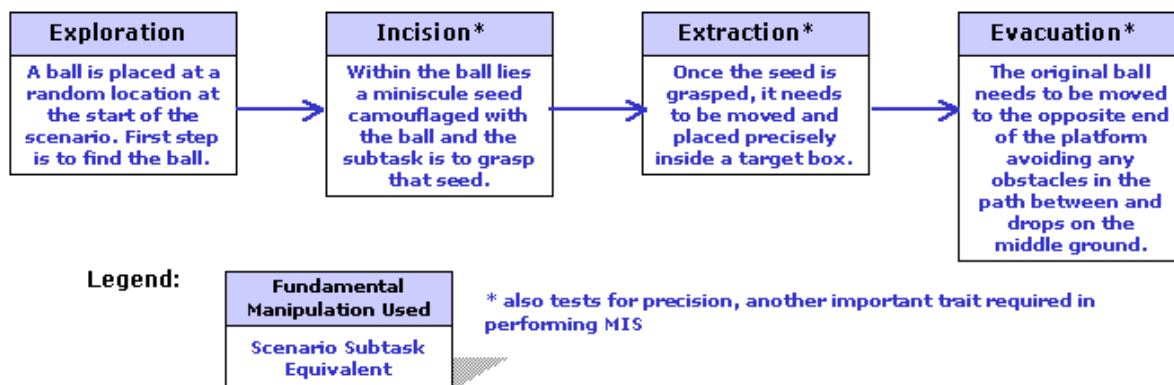 Exploration
A ball is placed at a
random location at
the start of the
scenario. First step
is to find the ball.
Incision*
Within the ball lies
a miniscule seed
camouflaged with
the ball and the
subtask is to grasp
that seed.
Extraction*
Once the seed is
grasped, it needs
to be moved and
placed precisely
inside a target box.
Evacuation*
The original ball
needs to be moved
to the opposite end
of the platform
avoiding any
obstacles in the
path between and
drops on the
middle ground.
Legend:
Fundamental
Manipulation Used
Scenario Subtask
Equivalent
* also tests for precision, another important trait required in
performing MIS